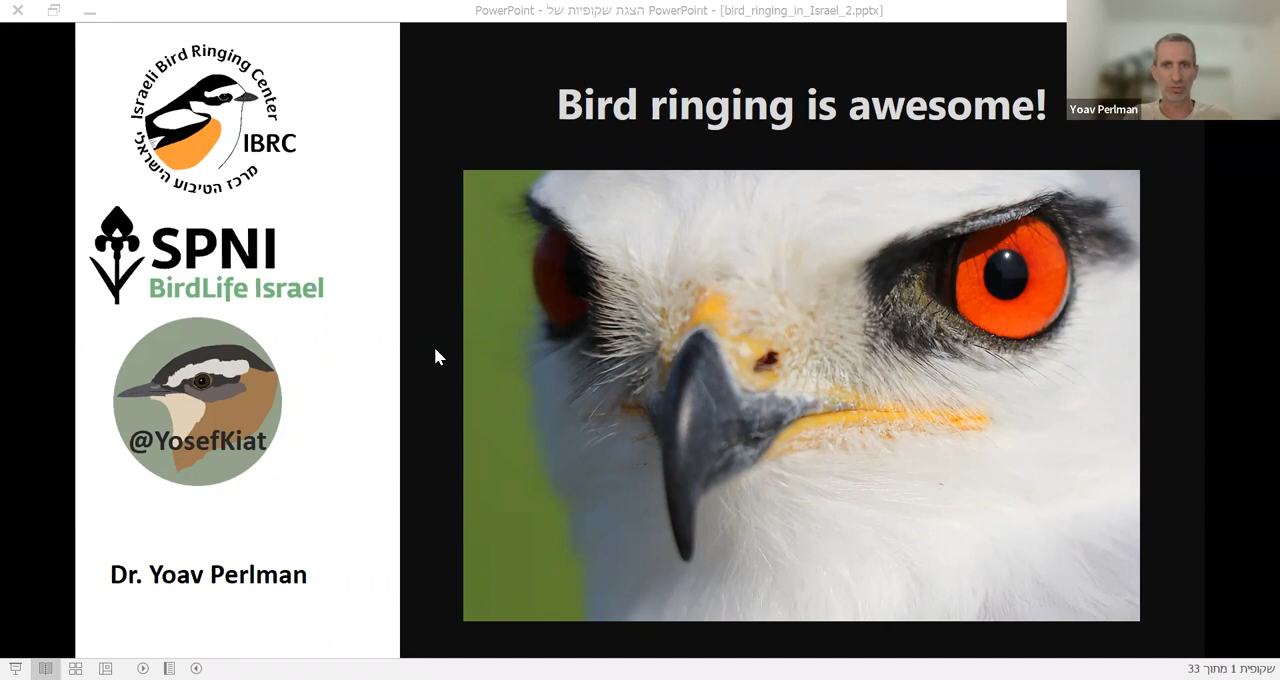 PowerPoint - הצגת שקופיות של PowerPoint - [bird_ringing_in_Israel_2.pptx]
Israeli Bird Ringing Center
IBRC
מרכז הטיבוע הישראלי
SPNI
BirdLife Israel
@YosefKiat
Dr. Yoav Perlman
Bird ringing is awesome!
Yoav Perlman
שקופית 1 מתוך 33